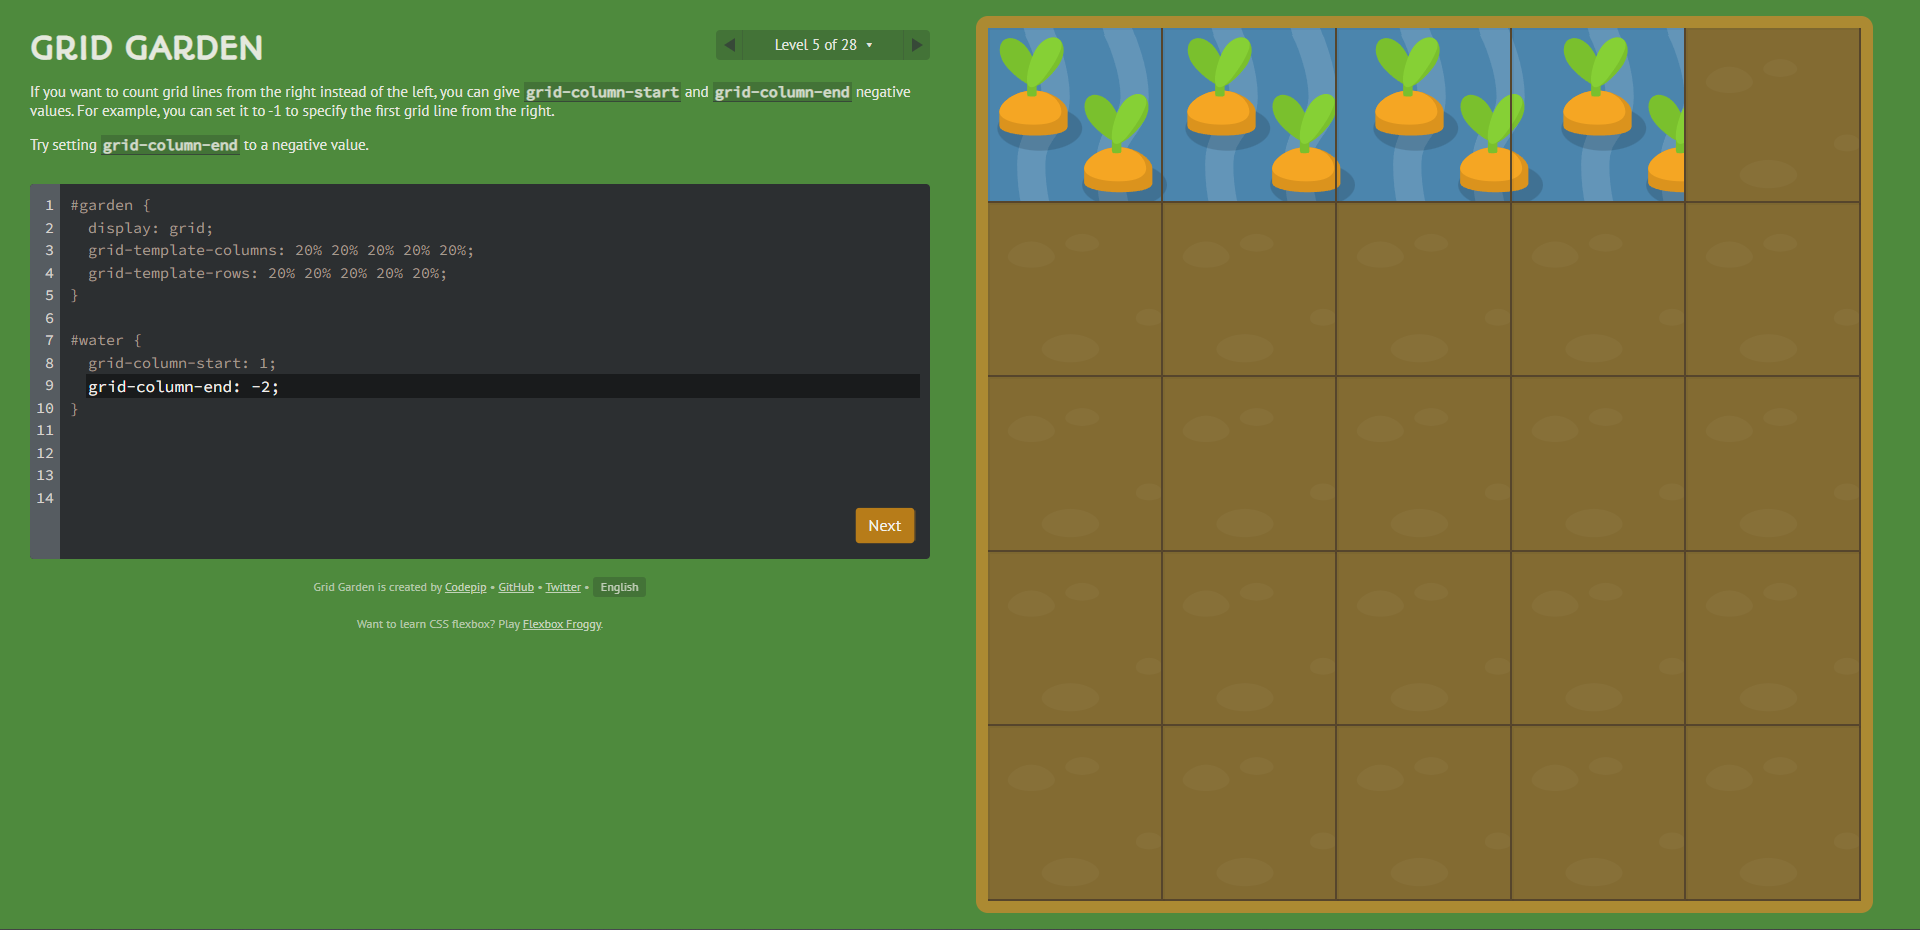 GRID GARDEN
◀ Level 5 of 28 ▾ ▶
If you want to count grid lines from the right instead of the left, you can give grid-column-start and grid-column-end negative
values. For example, you can set it to -1 to specify the first grid line from the right.
Try setting grid-column-end to a negative value.
1 #garden {
2 display: grid;
3 grid-template-columns: 20% 20% 20% 20% 20%;
4 grid-template-rows: 20% 20% 20% 20% 20%;
5 }
6
7 #water {
8 grid-column-start: 1;
9 grid-column-end: -2;
10 }
11
12
13
14
Next
Grid Garden is created by Codepip • GitHub • Twitter • English
Want to learn CSS flexbox? Play Flexbox Froggy.